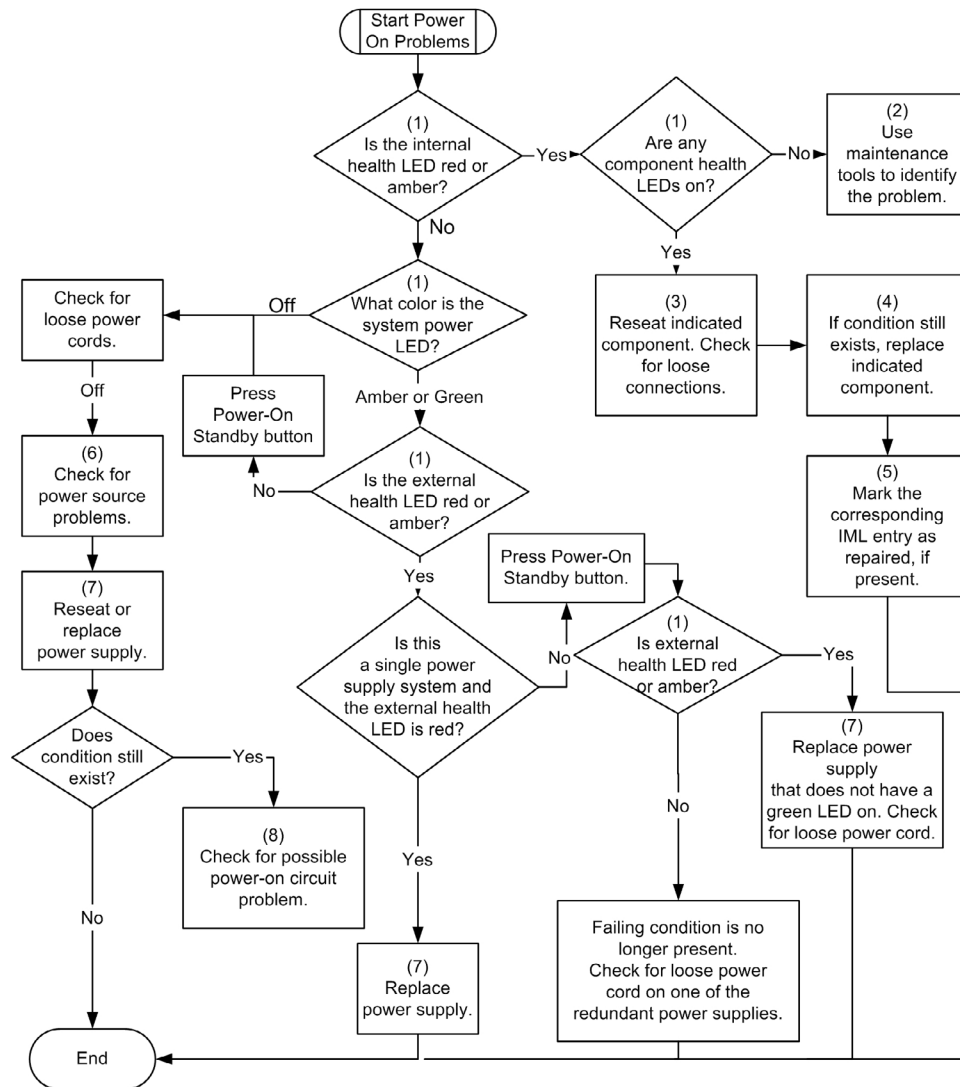 Start Power
On Problems
(1)
Is the internal
health LED red or
amber?
Yes
(1)
Are any
component health
LEDs on?
No
(2)
Use
maintenance
tools to identify
the problem.
No
Yes
(1)
What color is the
system power
LED?
Off
Check for
loose power
cords.
(3)
Reseat indicated
component. Check
for loose
connections.
(4)
If condition still
exists, replace
indicated
component.
Off
Press
Power-On
Standby button
Amber or Green
(1)
Is the external
health LED red or
amber?
No
(6)
Check for
power source
problems.
(5)
Mark the
corresponding
IML entry as
repaired, if
present.
Yes
Press Power-On
Standby button.
(7)
Reseat or
replace
power supply.
Is this
a single power
supply system and
the external health
LED is red?
No
(1)
Is external
health LED red
or amber?
Yes
Does
condition still
exist?
Yes
(7)
Replace power
supply
that does not have a
green LED on. Check
for loose power cord.
No
(8)
Check for possible
power-on circuit
problem.
Yes
No
Failing condition is no
longer present.
Check for loose power
cord on one of the
redundant power supplies.
(7)
Replace
power supply.
End